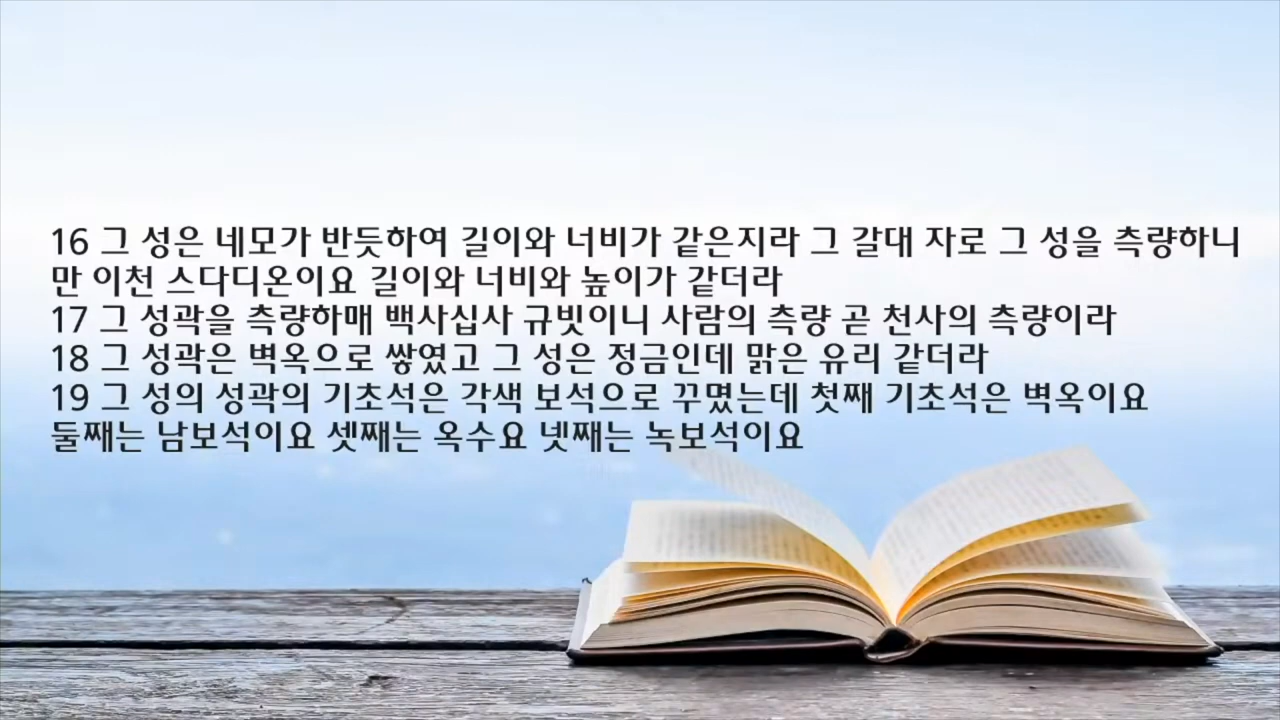 16 그 성은 네모가 반듯하여 길이와 너비가 같은지라 그 갈대 자로 그 성을 측량하니
만 이천 스다디온이요 길이와 너비와 높이가 같더라
17 그 성곽을 측량하매 백사십사 규빗이니 사람의 측량 곧 천사의 측량이라
18 그 성곽은 벽옥으로 쌓였고 그 성은 정금인데 맑은 유리 같더라
19 그 성의 성곽의 기초석은 각색 보석으로 꾸몄는데 첫째 기초석은 벽옥이요
둘째는 남보석이요 셋째는 옥수요 넷째는 녹보석이요